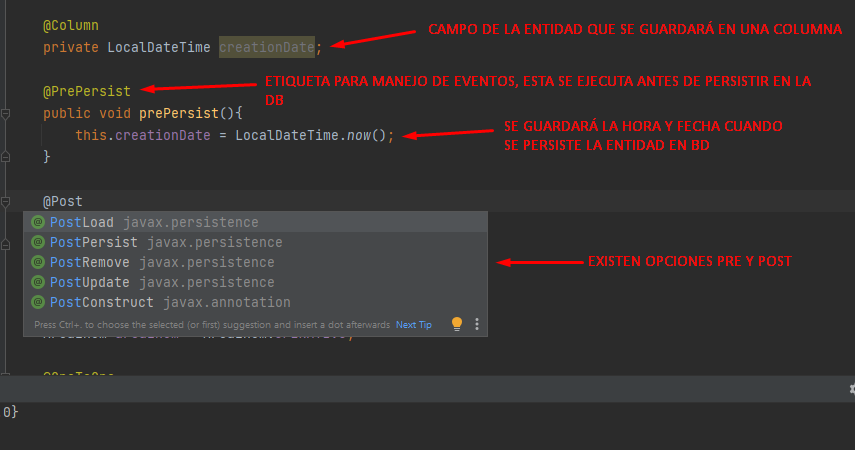 @Column
private LocalDateTime creationDate;
CAMPO DE LA ENTIDAD QUE SE GUARDARÁ EN UNA COLUMNA
@PrePersist
ETIQUETA PARA MANEJO DE EVENTOS, ESTA SE EJECUTA ANTES DE PERSISTIR EN LA
DB
public void prePersist(){
this.creationDate = LocalDateTime.now();
SE GUARDARÁ LA HORA Y FECHA CUANDO
SE PERSISTE LA ENTIDAD EN BD
}
@Post
PostLoad javax.persistence
PostPersist javax.persistence
PostRemove javax.persistence
PostUpdate javax.persistence
PostConstruct javax.annotation
EXISTEN OPCIONES PRE Y POST
Press Ctrl+. to choose the selected (or first) suggestion and insert a dot afterwards Next Tip
0}